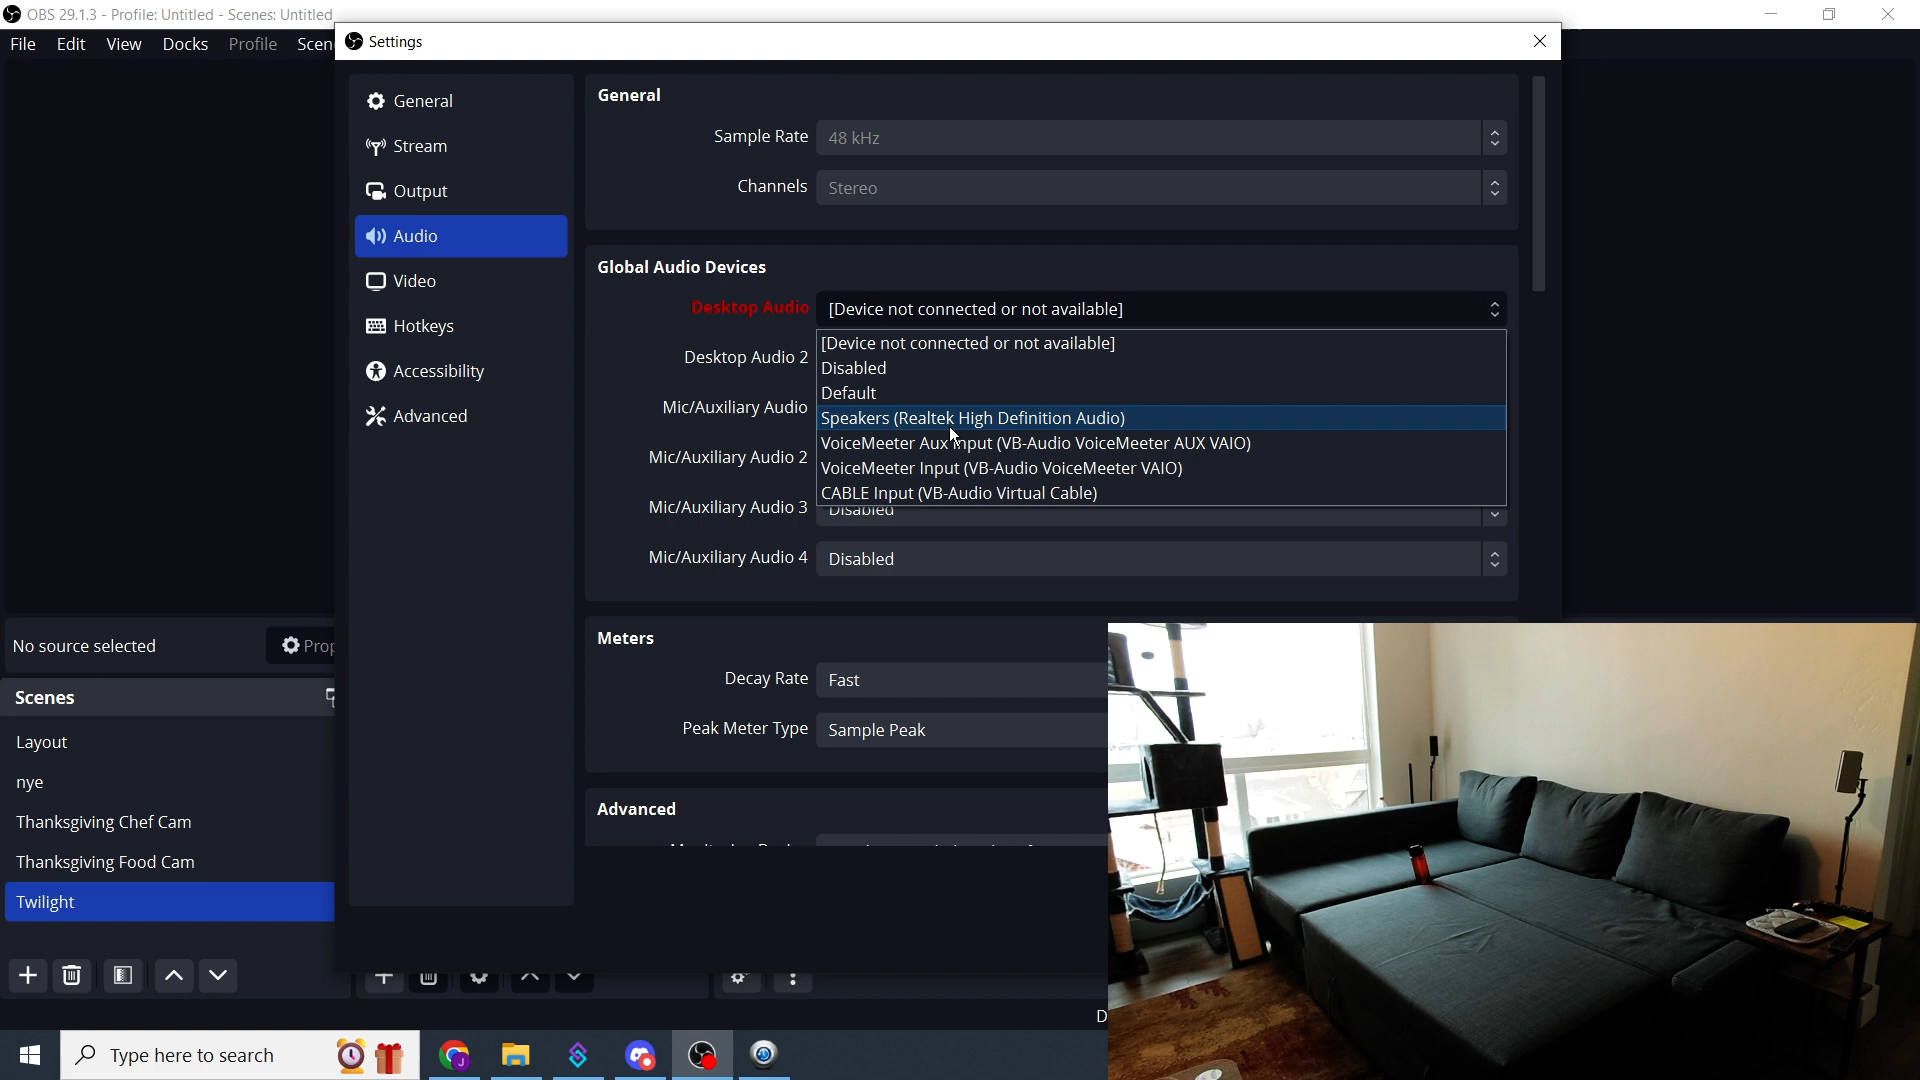 OBS 29.1.3 - Profile: Untitled - Scenes: Untitled
File Edit View Docks Profile Scen
Settings
General
Stream
Output
Audio
Video
Hotkeys
Accessibility
Advanced
General
Sample Rate 48 kHz
Channels Stereo
Global Audio Devices
Desktop Audio [Device not connected or not available]
[Device not connected or not available]
Desktop Audio 2
Disabled
Default
Mic/Auxiliary Audio
Speakers (Realtek High Definition Audio)
VoiceMeeter Aux Input (VB-Audio VoiceMeeter AUX VAIO)
Mic/Auxiliary Audio 2
VoiceMeeter Input (VB-Audio VoiceMeeter VAIO)
CABLE Input (VB-Audio Virtual Cable)
Mic/Auxiliary Audio 3 Disabled
Mic/Auxiliary Audio 4 Disabled
Meters
Decay Rate Fast
Peak Meter Type Sample Peak
Advanced
No source selected
Prop
Scenes
Layout
nye
Thanksgiving Chef Cam
Thanksgiving Food Cam
Twilight
D
Type here to search
J